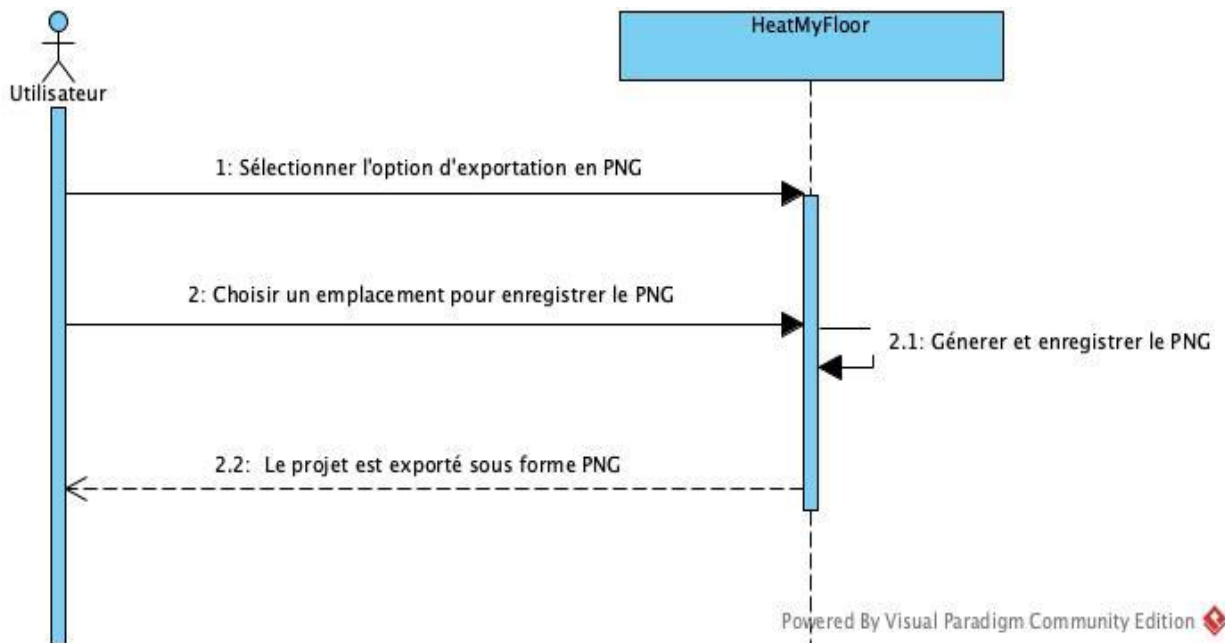 HeatMyFloor
Utilisateur
1: Sélectionner l'option d'exportation en PNG
2: Choisir un emplacement pour enregistrer le PNG
2.1: Génerer et enregistrer le PNG
2.2: Le projet est exporté sous forme PNG
Powered By Visual Paradigm Community Edition